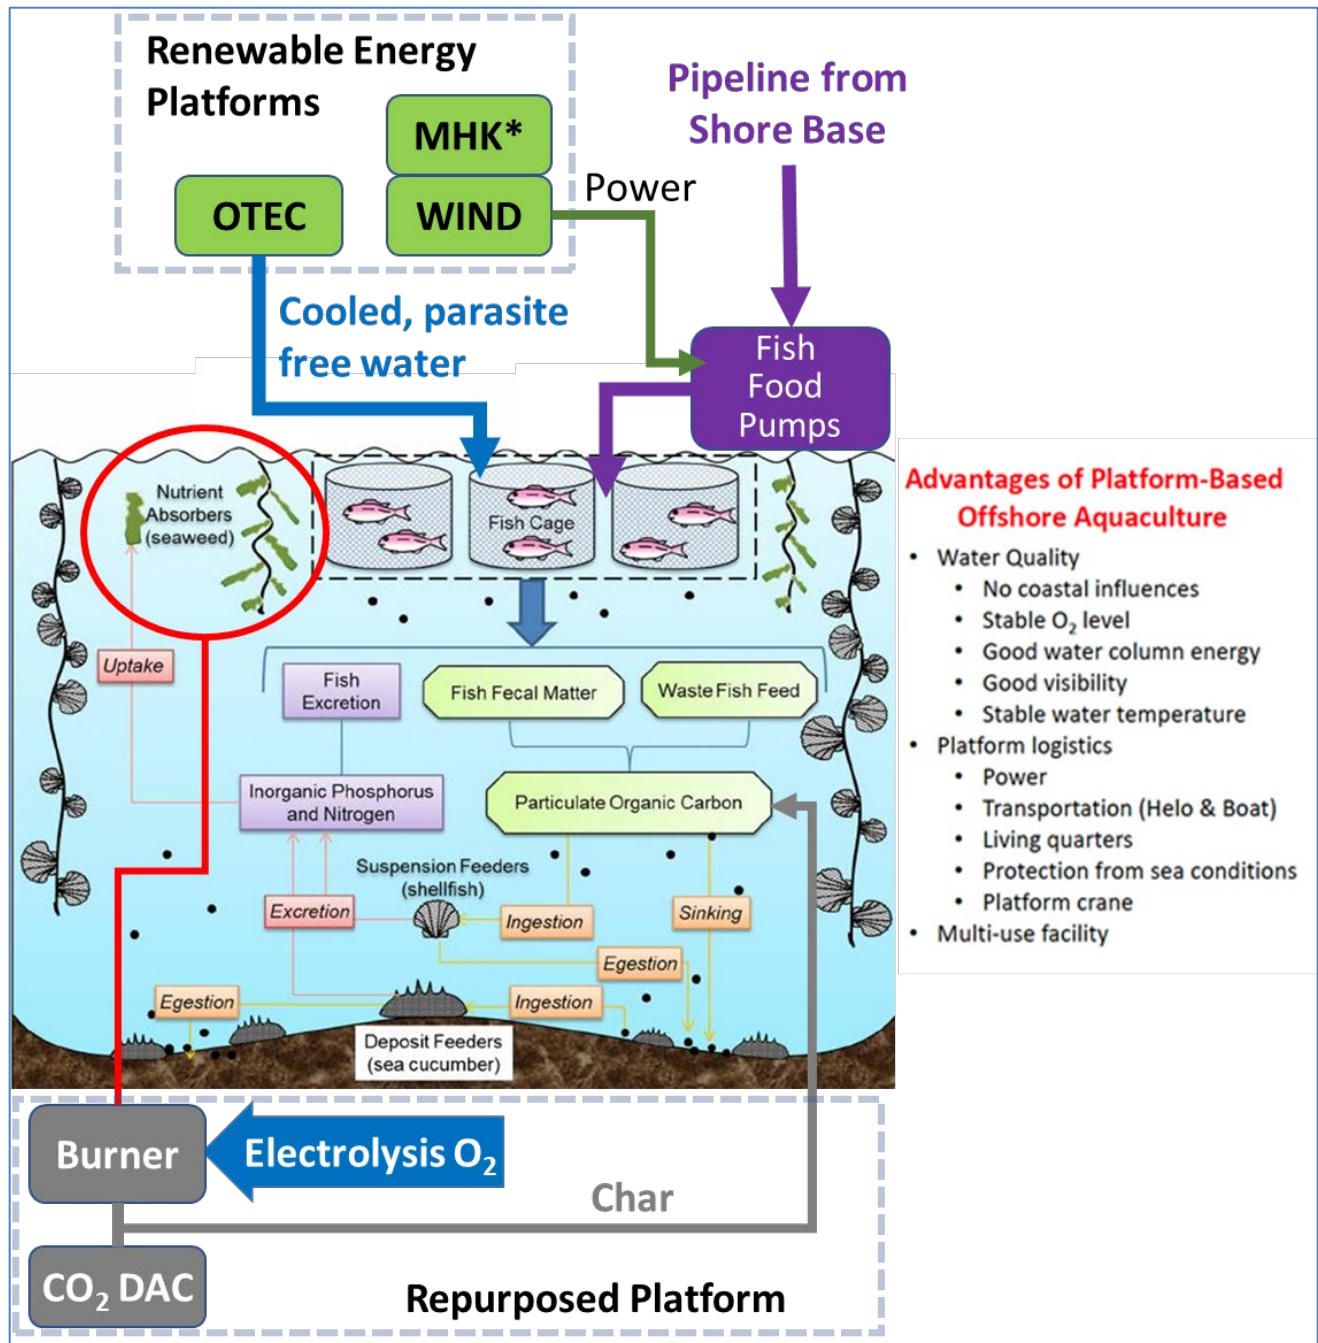 Renewable Energy
Platforms
MHK*
OTEC
WIND
Power
Pipeline from
Shore Base
Cooled, parasite
free water
Fish
Food
Pumps
Nutrient
Absorbers
(seaweed)
Fish Cage
Uptake
Fish
Excretion
Fish Fecal Matter
Waste Fish Feed
Inorganic Phosphorus
and Nitrogen
Particulate Organic Carbon
Suspension Feeders
(shellfish)
Excretion
Ingestion
Sinking
Egestion
Egestion
Ingestion
Deposit Feeders
(sea cucumber)
Advantages of Platform-Based
Offshore Aquaculture
• Water Quality
• No coastal influences
• Stable O₂ level
• Good water column energy
• Good visibility
• Stable water temperature
• Platform logistics
• Power
• Transportation (Helo & Boat)
• Living quarters
• Protection from sea conditions
• Platform crane
• Multi-use facility
Burner
Electrolysis O₂
Char
CO₂ DAC
Repurposed Platform